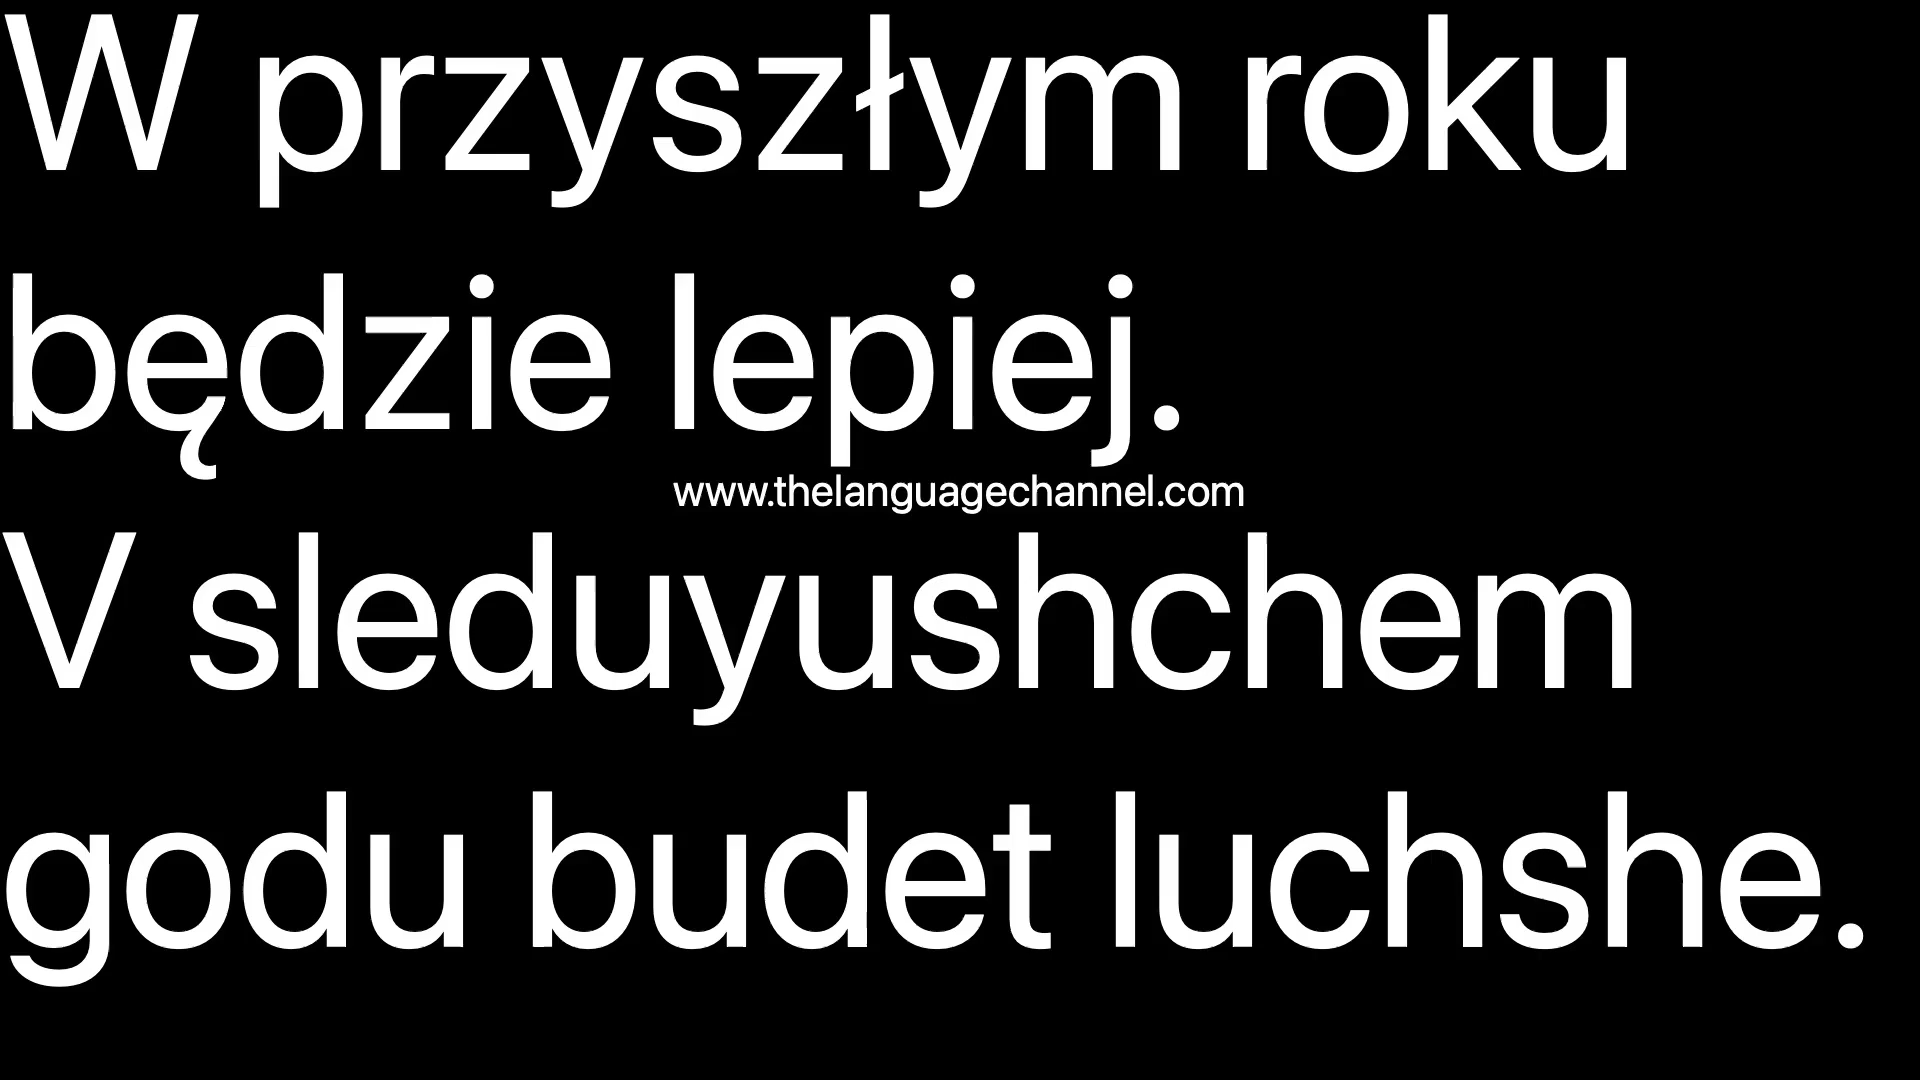 W przyszłym roku
będzie lepiej.
www.thelanguagechannel.com
V sleduyushchem
godu budet luchshe.